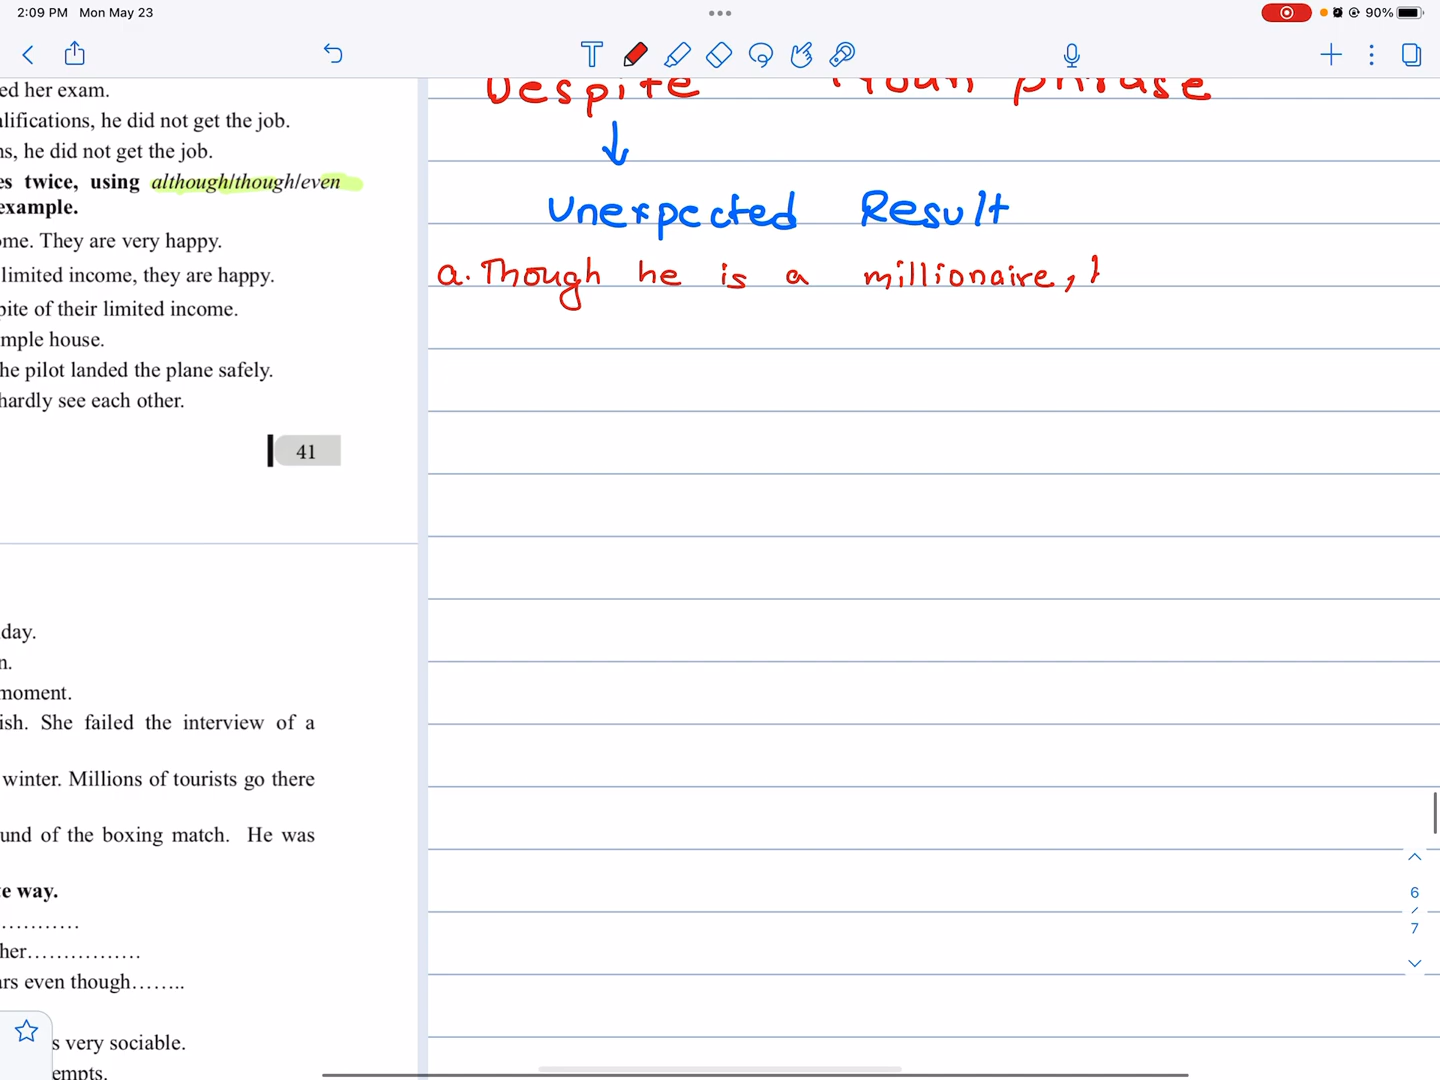 2:09 PM Mon May 23
90%
ed her exam.
alifications, he did not get the job.
ns, he did not get the job.
es twice, using although/though/even
example.
ome. They are very happy.
limited income, they are happy.
pite of their limited income.
mple house.
he pilot landed the plane safely.
hardly see each other.
41
day.
n.
moment.
ish. She failed the interview of a
winter. Millions of tourists go there
und of the boxing match. He was
te way.
...........
her................
ars even though........
s very sociable.
empts.
Despite Noun phrase
↓
Unexpected Result
a. Though he is a millionaire,
6
/
7